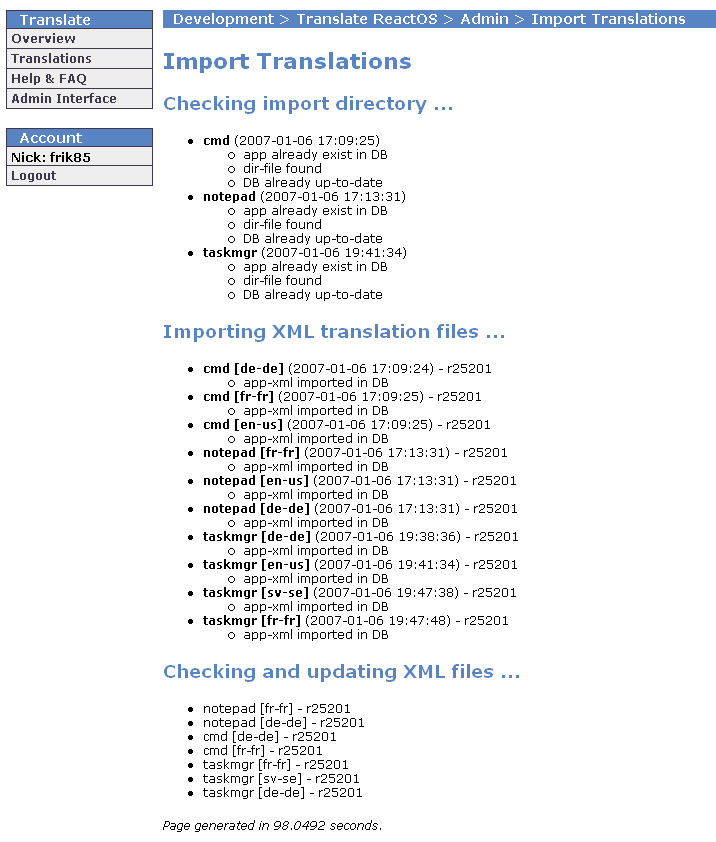 Translate
Overview
Translations
Help & FAQ
Admin Interface
Account
Nick: frik85
Logout
Development > Translate ReactOS > Admin > Import Translations
Import Translations
Checking import directory ...
cmd (2007-01-06 17:09:25)
app already exist in DB
dir-file found
DB already up-to-date
notepad (2007-01-06 17:13:31)
app already exist in DB
dir-file found
DB already up-to-date
taskmgr (2007-01-06 19:41:34)
app already exist in DB
dir-file found
DB already up-to-date
Importing XML translation files ...
cmd [de-de] (2007-01-06 17:09:24) - r25201
app-xml imported in DB
cmd [fr-fr] (2007-01-06 17:09:25) - r25201
app-xml imported in DB
cmd [en-us] (2007-01-06 17:09:25) - r25201
app-xml imported in DB
notepad [fr-fr] (2007-01-06 17:13:31) - r25201
app-xml imported in DB
notepad [en-us] (2007-01-06 17:13:31) - r25201
app-xml imported in DB
notepad [de-de] (2007-01-06 17:13:31) - r25201
app-xml imported in DB
taskmgr [de-de] (2007-01-06 19:38:36) - r25201
app-xml imported in DB
taskmgr [en-us] (2007-01-06 19:41:34) - r25201
app-xml imported in DB
taskmgr [sv-se] (2007-01-06 19:47:38) - r25201
app-xml imported in DB
taskmgr [fr-fr] (2007-01-06 19:47:48) - r25201
app-xml imported in DB
Checking and updating XML files ...
notepad [fr-fr] - r25201
notepad [de-de] - r25201
cmd [de-de] - r25201
cmd [fr-fr] - r25201
taskmgr [fr-fr] - r25201
taskmgr [sv-se] - r25201
taskmgr [de-de] - r25201
Page generated in 98.0492 seconds.